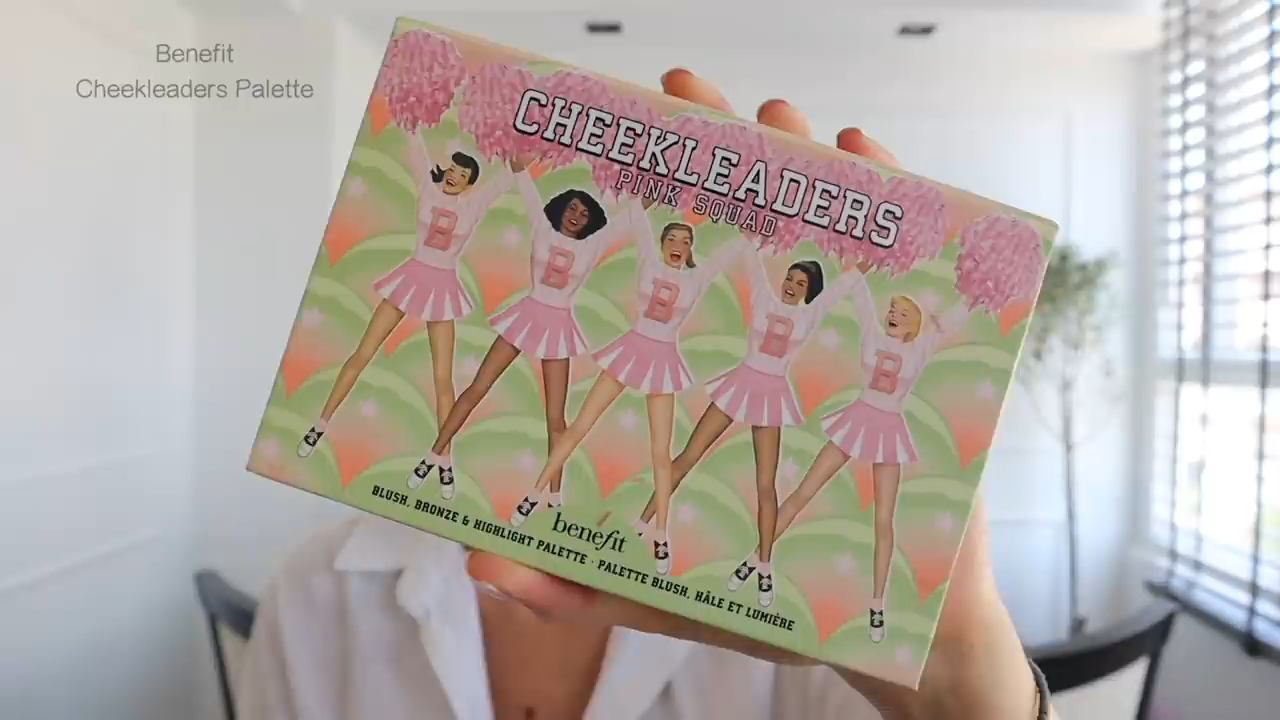 Benefit
Cheekleaders Palette
CHEEKLEADERS
PINK SQUAD
B
B
B
B
B
benefit
BLUSH, BRONZE & HIGHLIGHT PALETTE · PALETTE BLUSH, HÂLE ET LUMIÈRE